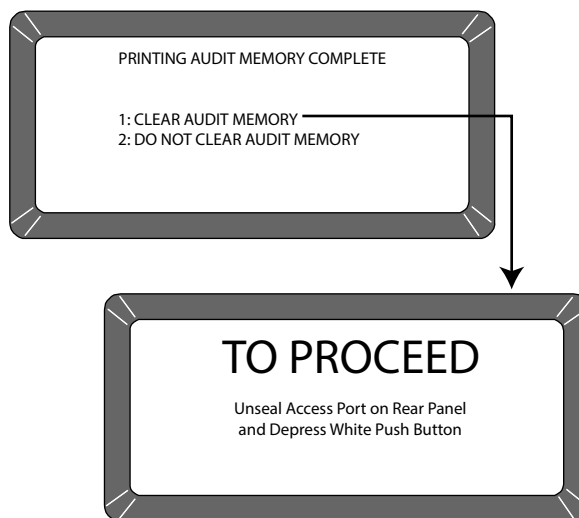 PRINTING AUDIT MEMORY COMPLETE
1: CLEAR AUDIT MEMORY
2: DO NOT CLEAR AUDIT MEMORY
TO PROCEED
Unseal Access Port on Rear Panel
and Depress White Push Button